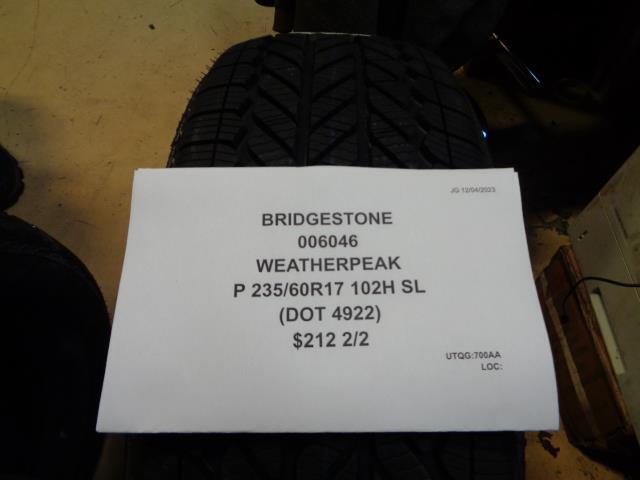 JG 12/04/2023
BRIDGESTONE
006046
WEATHERPEAK
P 235/60R17 102H SL
(DOT 4922)
$212 2/2
UTQG:700AA
LOC: